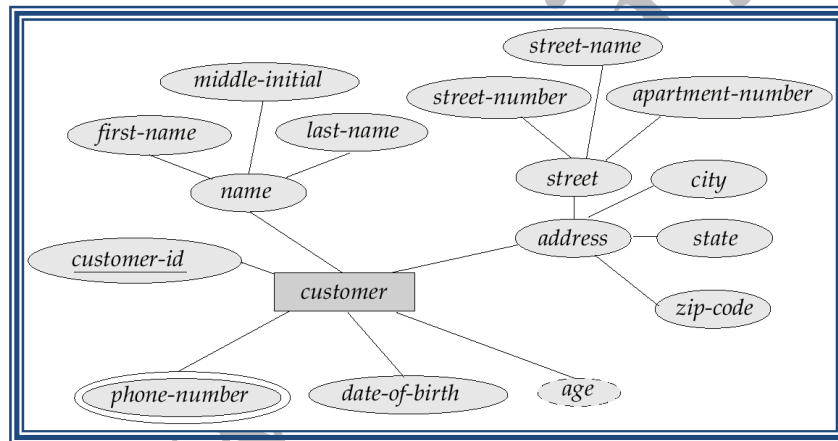 street-name
middle-initial
street-number
apartment-number
first-name
last-name
name
street
city
address
state
customer-id
customer
zip-code
phone-number
date-of-birth
age